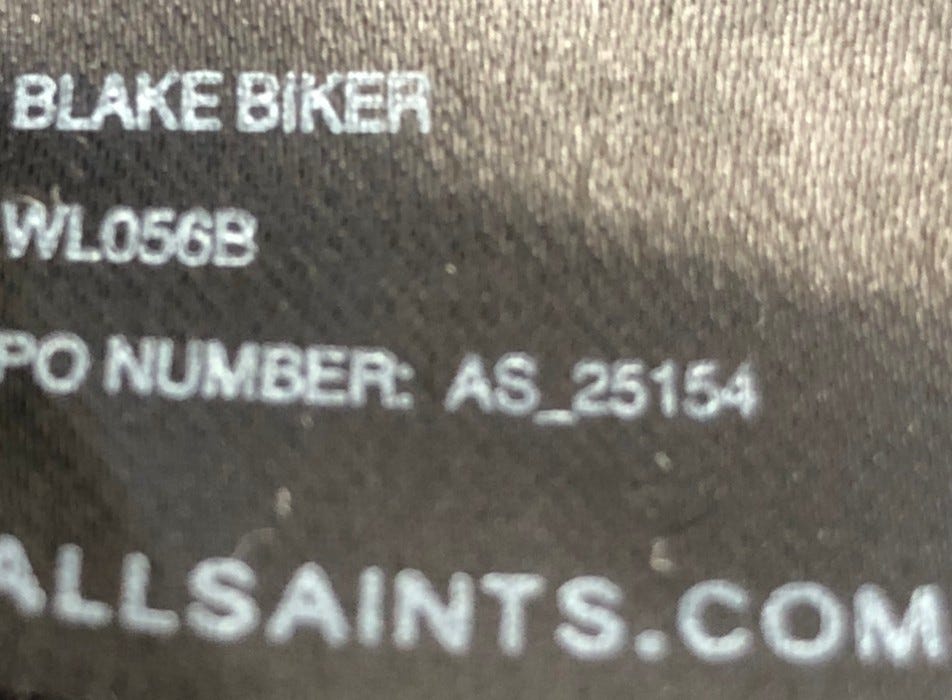 BLAKE BIKER
WL056B
PO NUMBER: AS_25154
ALLSAINTS.COM